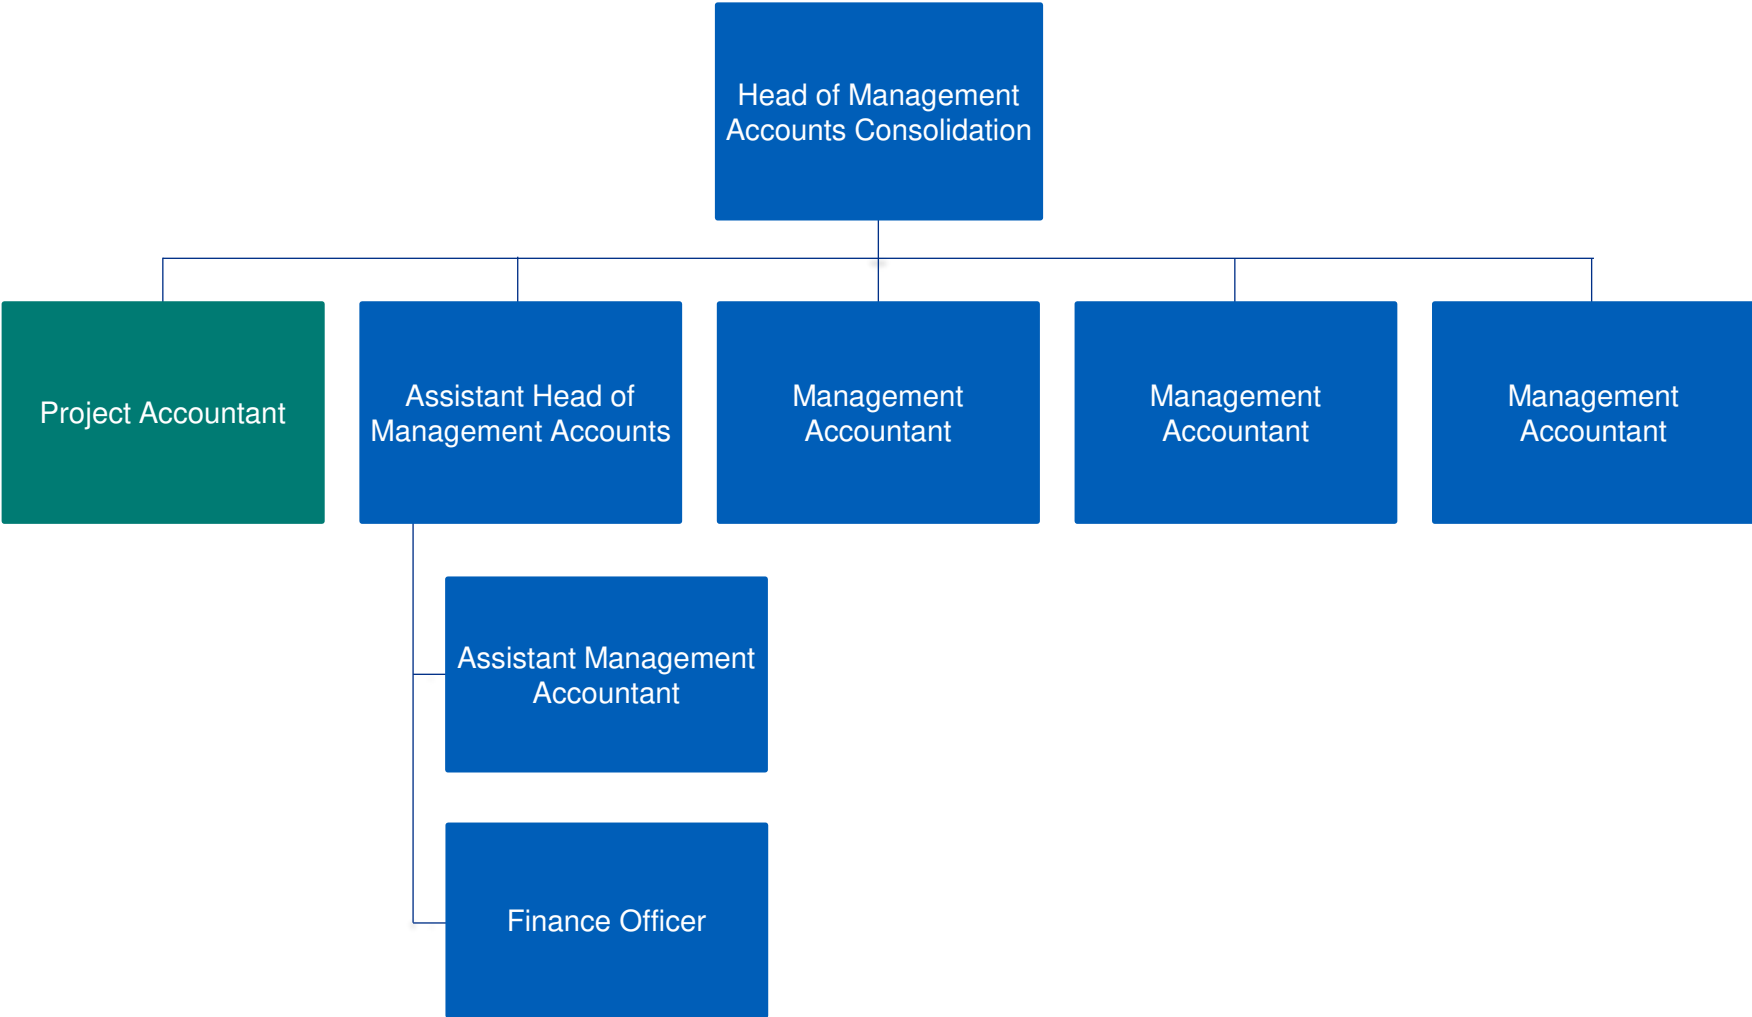 Head of Management
Accounts Consolidation
Project Accountant
Assistant Head of
Management Accounts
Management
Accountant
Management
Accountant
Management
Accountant
Assistant Management
Accountant
Finance Officer